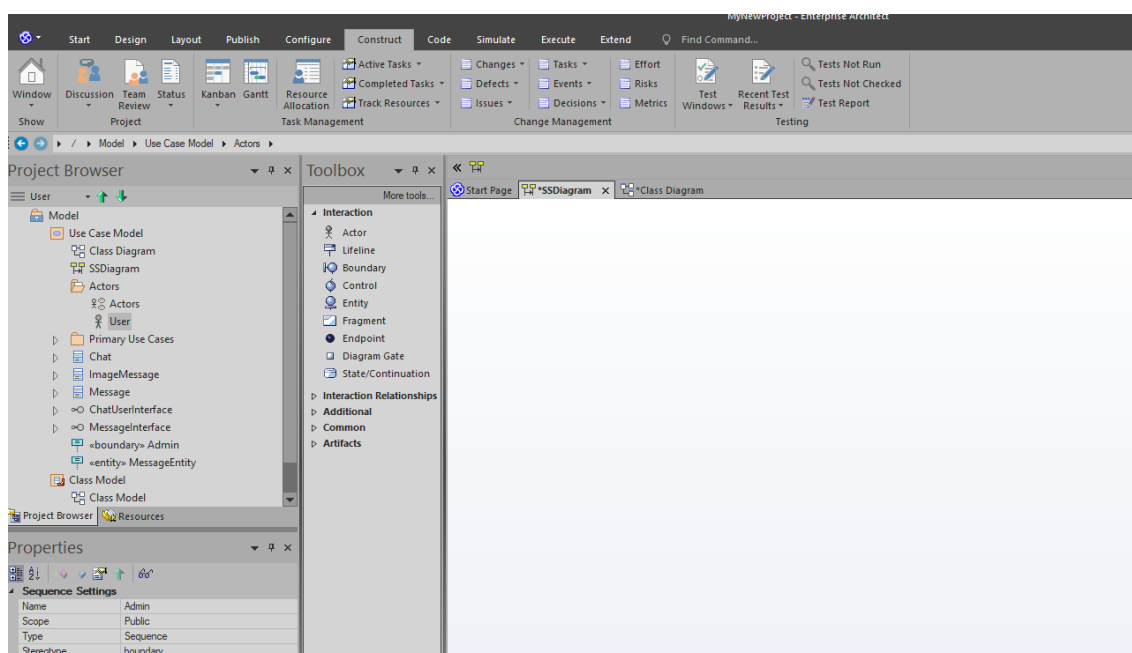 MyNewProject - Enterprise Architect
Start Design Layout Publish Configure Construct Code Simulate Execute Extend Find Command...
Window
Show
Discussion
Team Review
Status
Kanban
Gantt
Project
Resource Allocation
Active Tasks
Completed Tasks
Track Resources
Task Management
Changes
Defects
Issues
Tasks
Events
Decisions
Effort
Risks
Metrics
Change Management
Test Windows
Recent Test Results
Tests Not Run
Tests Not Checked
Test Report
Testing
/ Model Use Case Model Actors
Project Browser
User
Model
Use Case Model
Class Diagram
SSDiagram
Actors
Actors
User
Primary Use Cases
Chat
ImageMessage
Message
ChatUserInterface
MessageInterface
«boundary» Admin
«entity» MessageEntity
Class Model
Class Model
Project Browser Resources
Properties
Sequence Settings
Name Admin
Scope Public
Type Sequence
Stereotype boundary
Toolbox
More tools...
Interaction
Actor
Lifeline
Boundary
Control
Entity
Fragment
Endpoint
Diagram Gate
State/Continuation
Interaction Relationships
Additional
Common
Artifacts
Start Page *SSDiagram x *Class Diagram